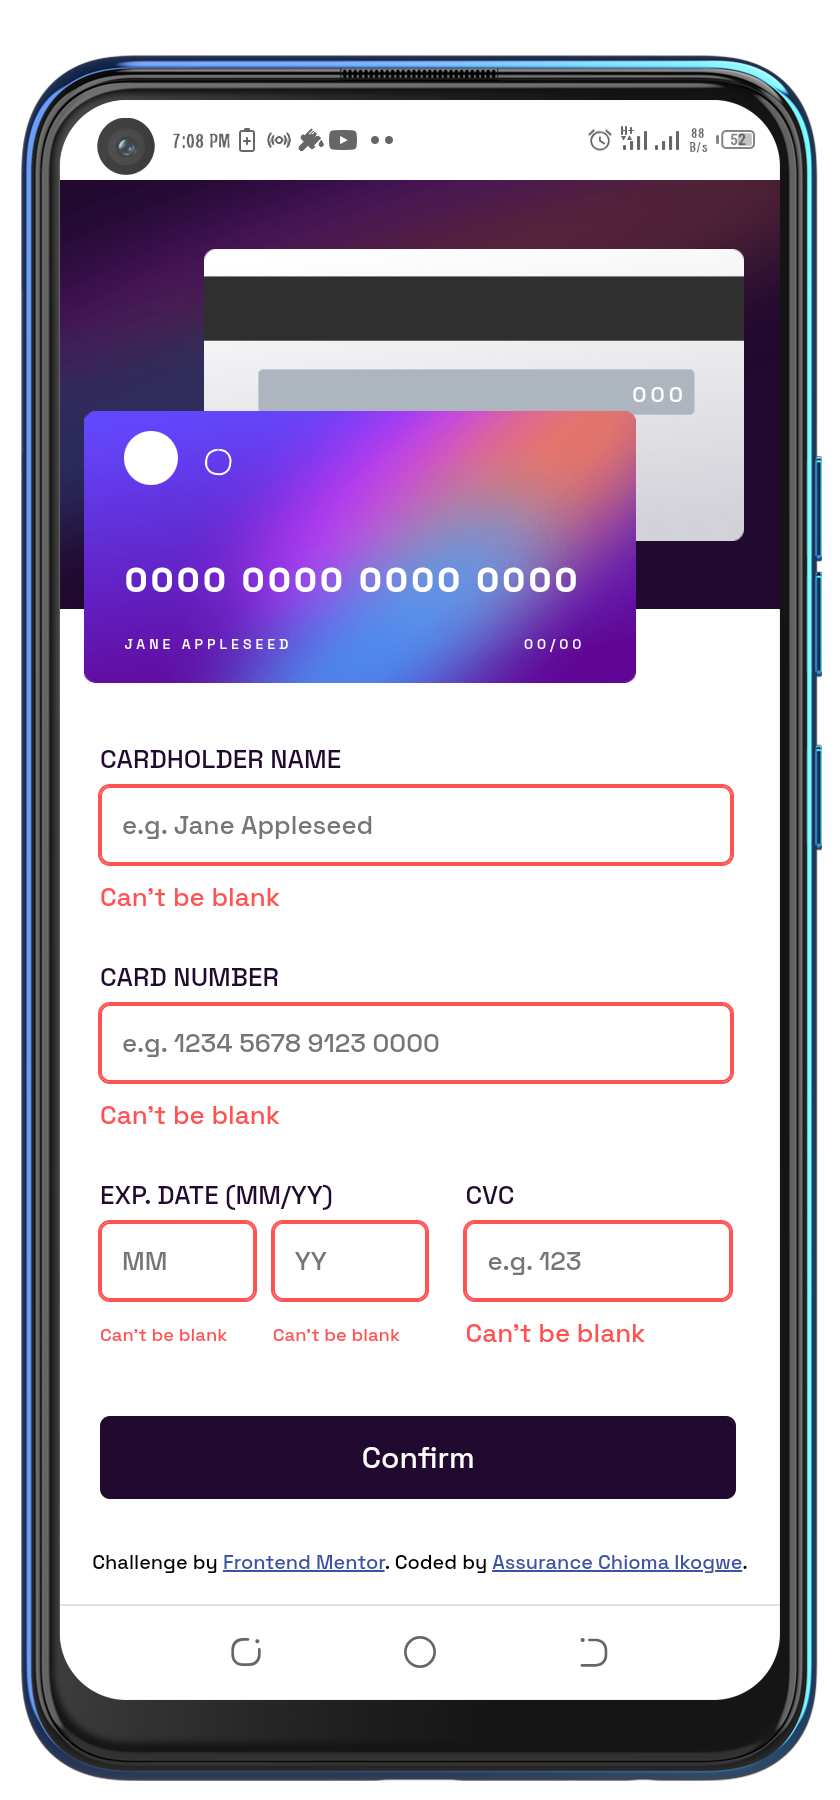 7:08 PM H+ 88 B/s 52
000
0000 0000 0000 0000
JANE APPLESEED 00/00
CARDHOLDER NAME
e.g. Jane Appleseed
Can't be blank
CARD NUMBER
e.g. 1234 5678 9123 0000
Can't be blank
EXP. DATE (MM/YY) CVC
MM YY e.g. 123
Can't be blank Can't be blank Can't be blank
Confirm
Challenge by Frontend Mentor. Coded by Assurance Chioma Ikogwe.